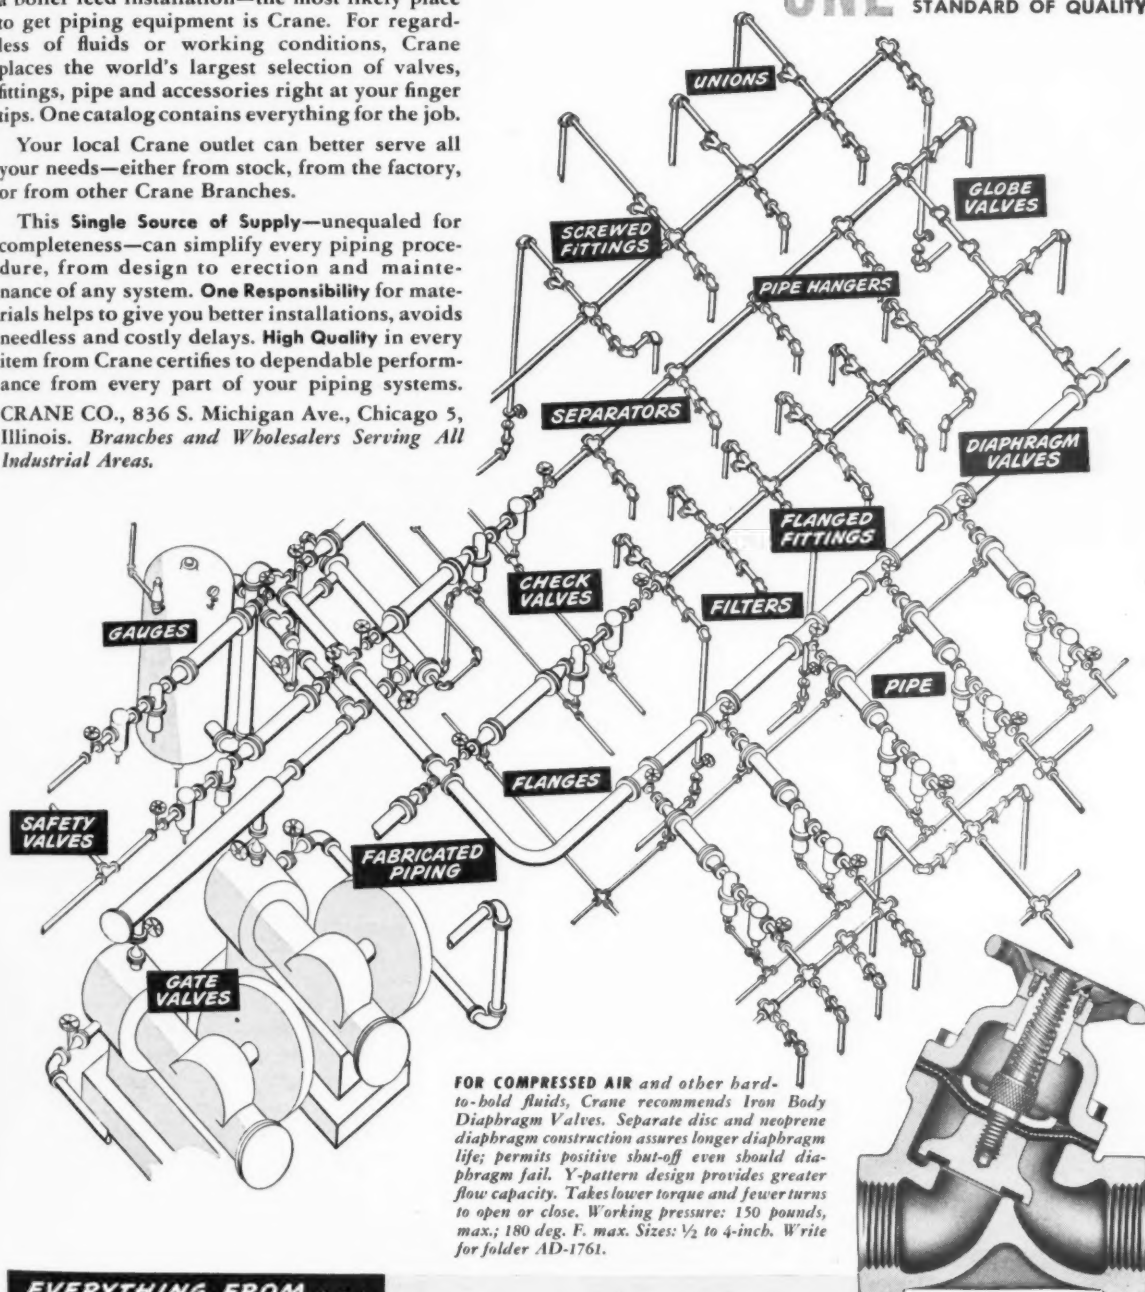 a boiler feed installation—the most likely place
to get piping equipment is Crane. For regard-
less of fluids or working conditions, Crane
places the world's largest selection of valves,
fittings, pipe and accessories right at your finger
tips. One catalog contains everything for the job.
Your local Crane outlet can better serve all
your needs—either from stock, from the factory,
or from other Crane Branches.
This Single Source of Supply—unequaled for
completeness—can simplify every piping proce-
dure, from design to erection and mainte-
nance of any system. One Responsibility for mate-
rials helps to give you better installations, avoids
needless and costly delays. High Quality in every
item from Crane certifies to dependable perform-
ance from every part of your piping systems.
CRANE CO., 836 S. Michigan Ave., Chicago 5,
Illinois. Branches and Wholesalers Serving All
Industrial Areas.
ONE STANDARD OF QUALITY
UNIONS
GLOBE
VALVES
SCREWED
FITTINGS
PIPE HANGERS
SEPARATORS
DIAPHRAGM
VALVES
FLANGED
FITTINGS
CHECK
VALVES
FILTERS
GAUGES
PIPE
FLANGES
SAFETY
VALVES
FABRICATED
PIPING
GATE
VALVES
FOR COMPRESSED AIR and other hard-
to-hold fluids, Crane recommends Iron Body
Diaphragm Valves. Separate disc and neoprene
diaphragm construction assures longer diaphragm
life; permits positive shut-off even should dia-
phragm fail. Y-pattern design provides greater
flow capacity. Takes lower torque and fewer turns
to open or close. Working pressure: 150 pounds,
max.; 180 deg. F. max. Sizes: ½ to 4-inch. Write
for folder AD-1761.
EVERYTHING FROM